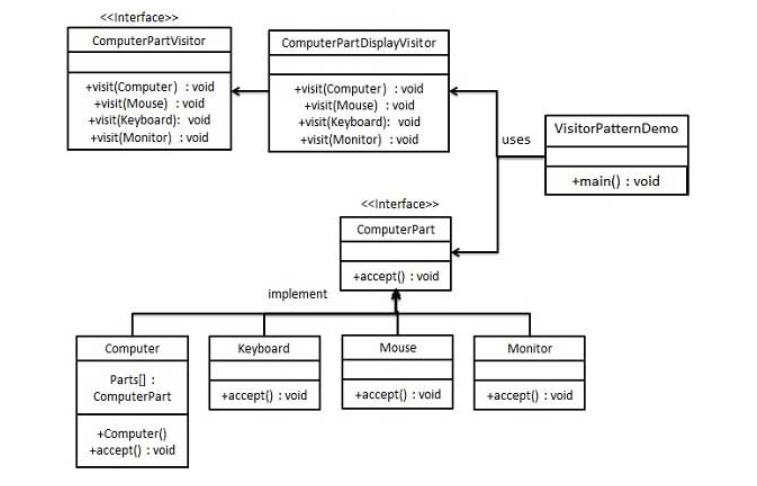 <<Interface>>
ComputerPartVisitor
+visit(Computer) : void
+visit(Mouse) : void
+visit(Keyboard): void
+visit(Monitor) : void
ComputerPartDisplayVisitor
+visit(Computer) : void
+visit(Mouse) : void
+visit(Keyboard): void
+visit(Monitor) : void
uses
VisitorPatternDemo
+main() : void
<<Interface>>
ComputerPart
+accept() : void
implement
Computer
Parts[] :
ComputerPart
+Computer()
+accept() : void
Keyboard
+accept() : void
Mouse
+accept() : void
Monitor
+accept() : void